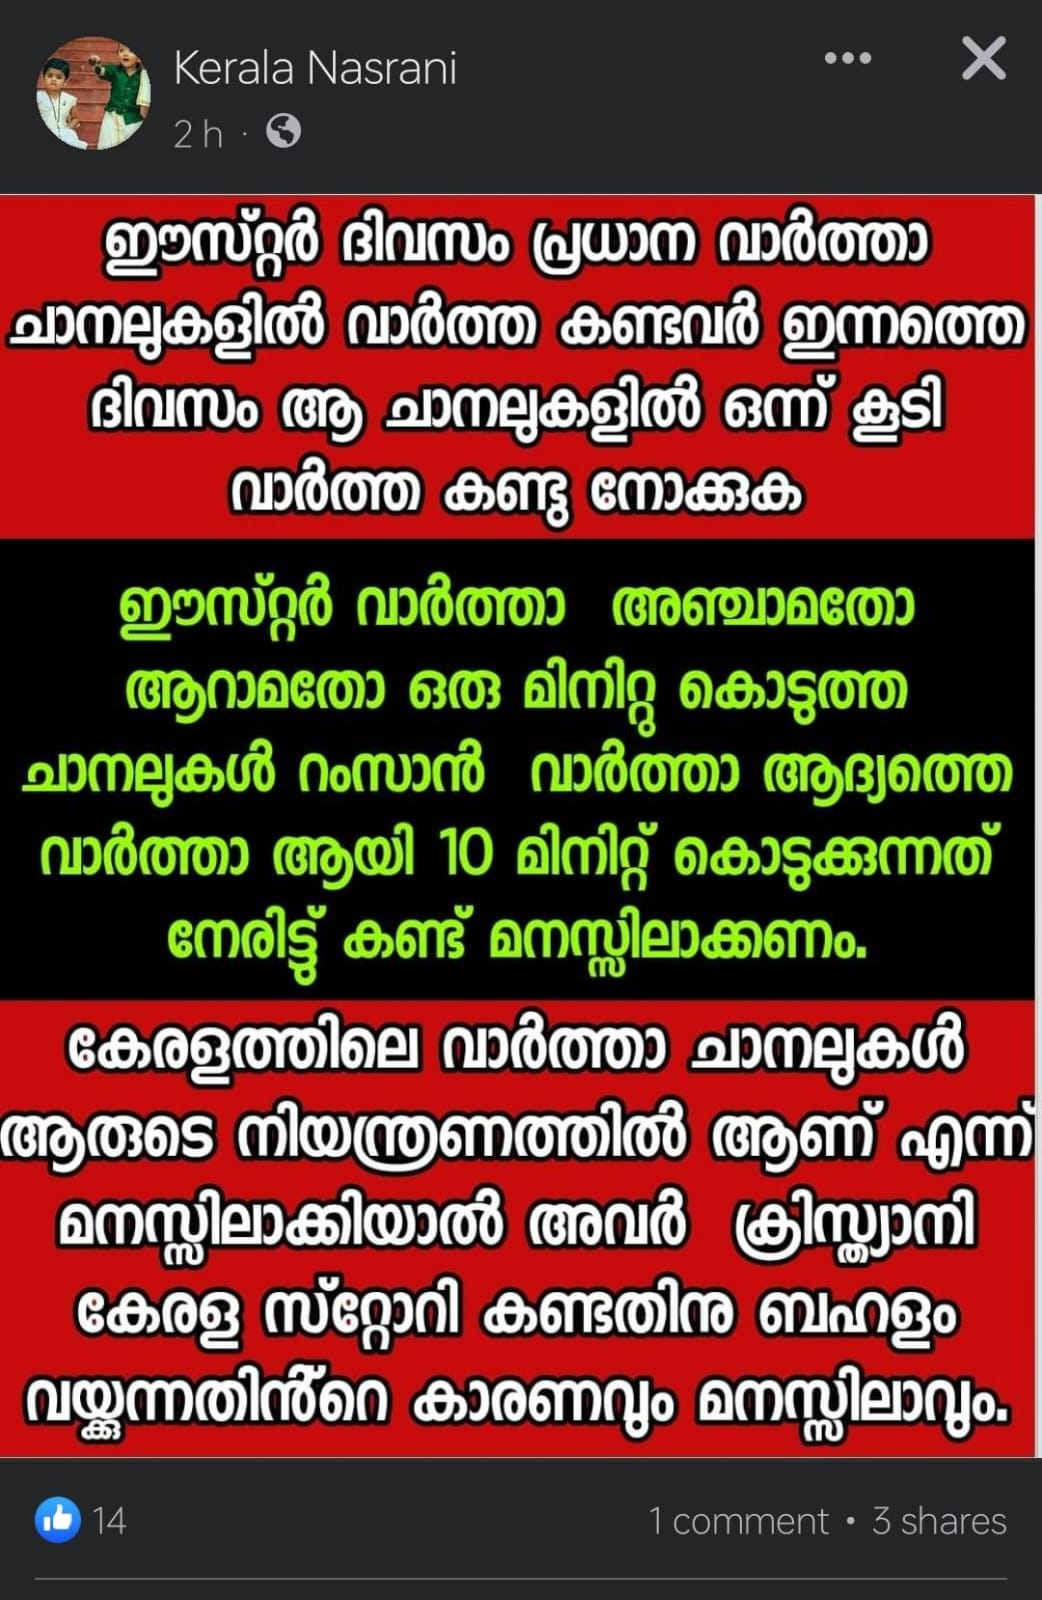 Kerala Nasrani
2 h ·
ഈസ്റ്റർ ദിവസം പ്രധാന വാർത്താ
ചാനലുകളിൽ വാർത്ത കണ്ടവർ ഇന്നത്തെ
ദിവസം ആ ചാനലുകളിൽ ഒന്ന് കൂടി
വാർത്ത കണ്ടു നോക്കുക
ഈസ്റ്റർ വാർത്താ അഞ്ചാമതോ
ആറാമതോ ഒരു മിനിറ്റു കൊടുത്ത
ചാനലുകൾ റംസാൻ വാർത്താ ആദ്യത്തെ
വാർത്താ ആയി 10 മിനിറ്റ് കൊടുക്കുന്നത്
നേരിട്ട് കണ്ട് മനസ്സിലാക്കണം.
കേരളത്തിലെ വാർത്താ ചാനലുകൾ
ആരുടെ നിയന്ത്രണത്തിൽ ആണ് എന്ന്
മനസ്സിലാക്കിയാൽ അവർ ക്രിസ്ത്യാനി
കേരള സ്റ്റോറി കണ്ടതിനു ബഹളം
വയ്ക്കുന്നതിൻ്റെ കാരണവും മനസ്സിലാവും.
14
1 comment • 3 shares